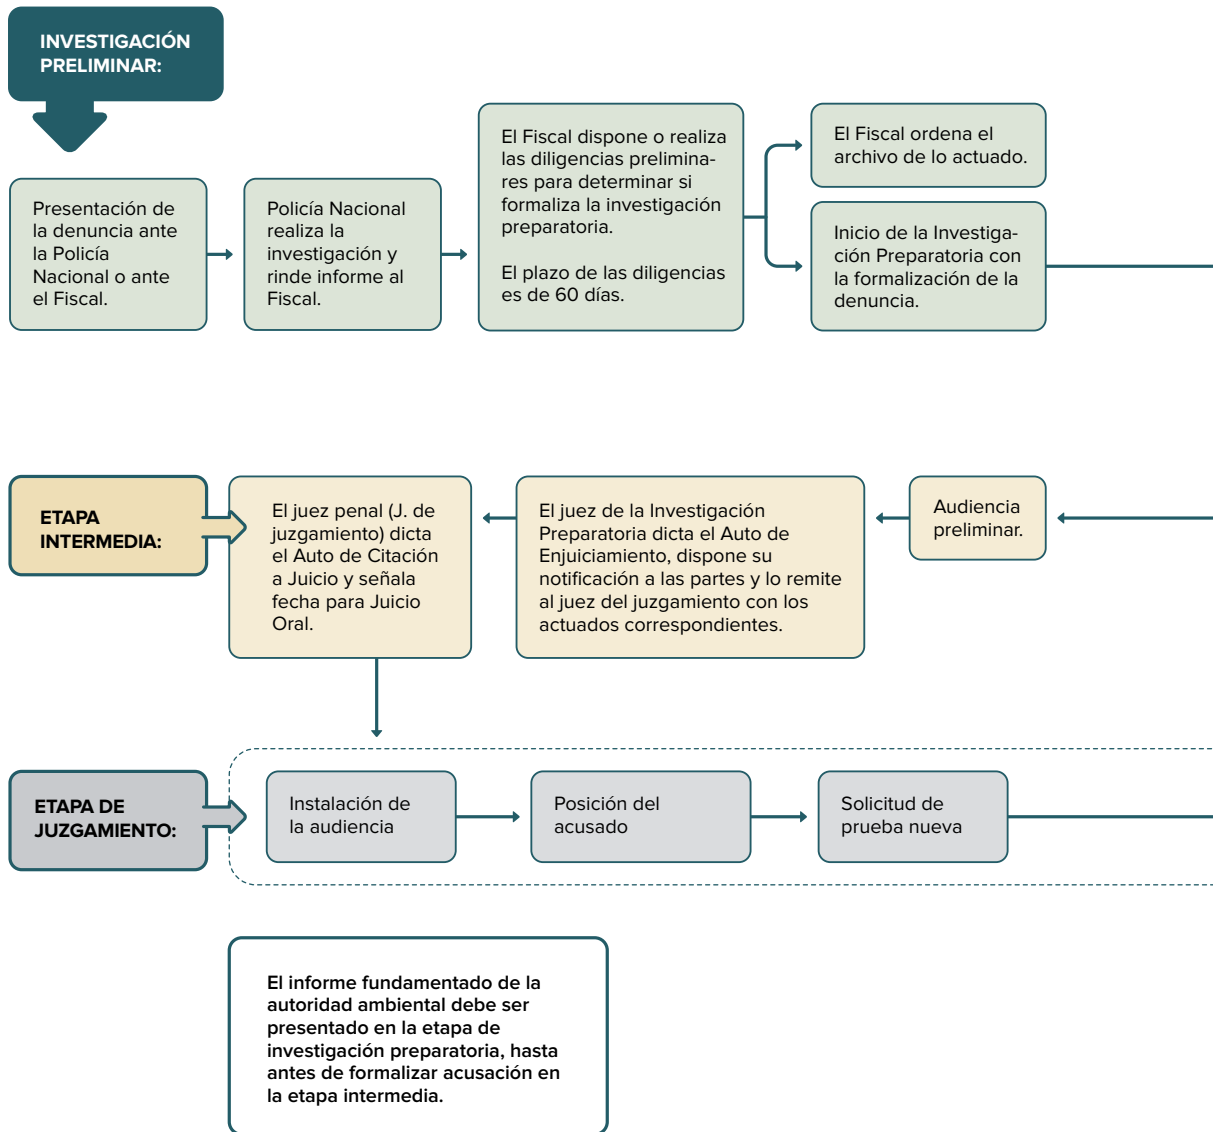 INVESTIGACIÓN
PRELIMINAR:
Presentación de
la denuncia ante
la Policía
Nacional o ante
el Fiscal.
Policía Nacional
realiza la
investigación y
rinde informe al
Fiscal.
El Fiscal dispone o realiza
las diligencias prelimina-
res para determinar si
formaliza la investigación
preparatoria.
El plazo de las diligencias
es de 60 días.
El Fiscal ordena el
archivo de lo actuado.
Inicio de la Investiga-
ción Preparatoria con
la formalización de la
denuncia.
ETAPA
INTERMEDIA:
El juez penal (J. de
juzgamiento) dicta
el Auto de Citación
a Juicio y señala
fecha para Juicio
Oral.
El juez de la Investigación
Preparatoria dicta el Auto de
Enjuiciamiento, dispone su
notificación a las partes y lo remite
al juez del juzgamiento con los
actuados correspondientes.
Audiencia
preliminar.
ETAPA DE
JUZGAMIENTO:
Instalación de
la audiencia
Posición del
acusado
Solicitud de
prueba nueva
El informe fundamentado de la
autoridad ambiental debe ser
presentado en la etapa de
investigación preparatoria, hasta
antes de formalizar acusación en
la etapa intermedia.